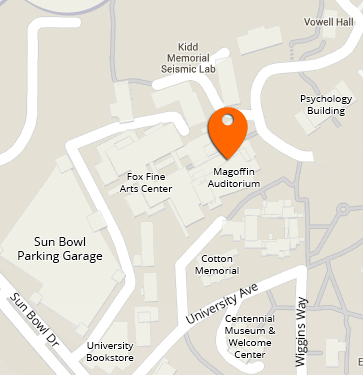 Vowell Hall
Kidd
Memorial
Seismic Lab
Psychology
Building
Magoffin
Auditorium
Fox Fine
Arts Center
Sun Bowl
Parking Garage
Cotton
Memorial
University Ave
Sun Bowl Dr
Centennial
Museum &
Welcome
Center
Wiggins Way
University
Bookstore
E